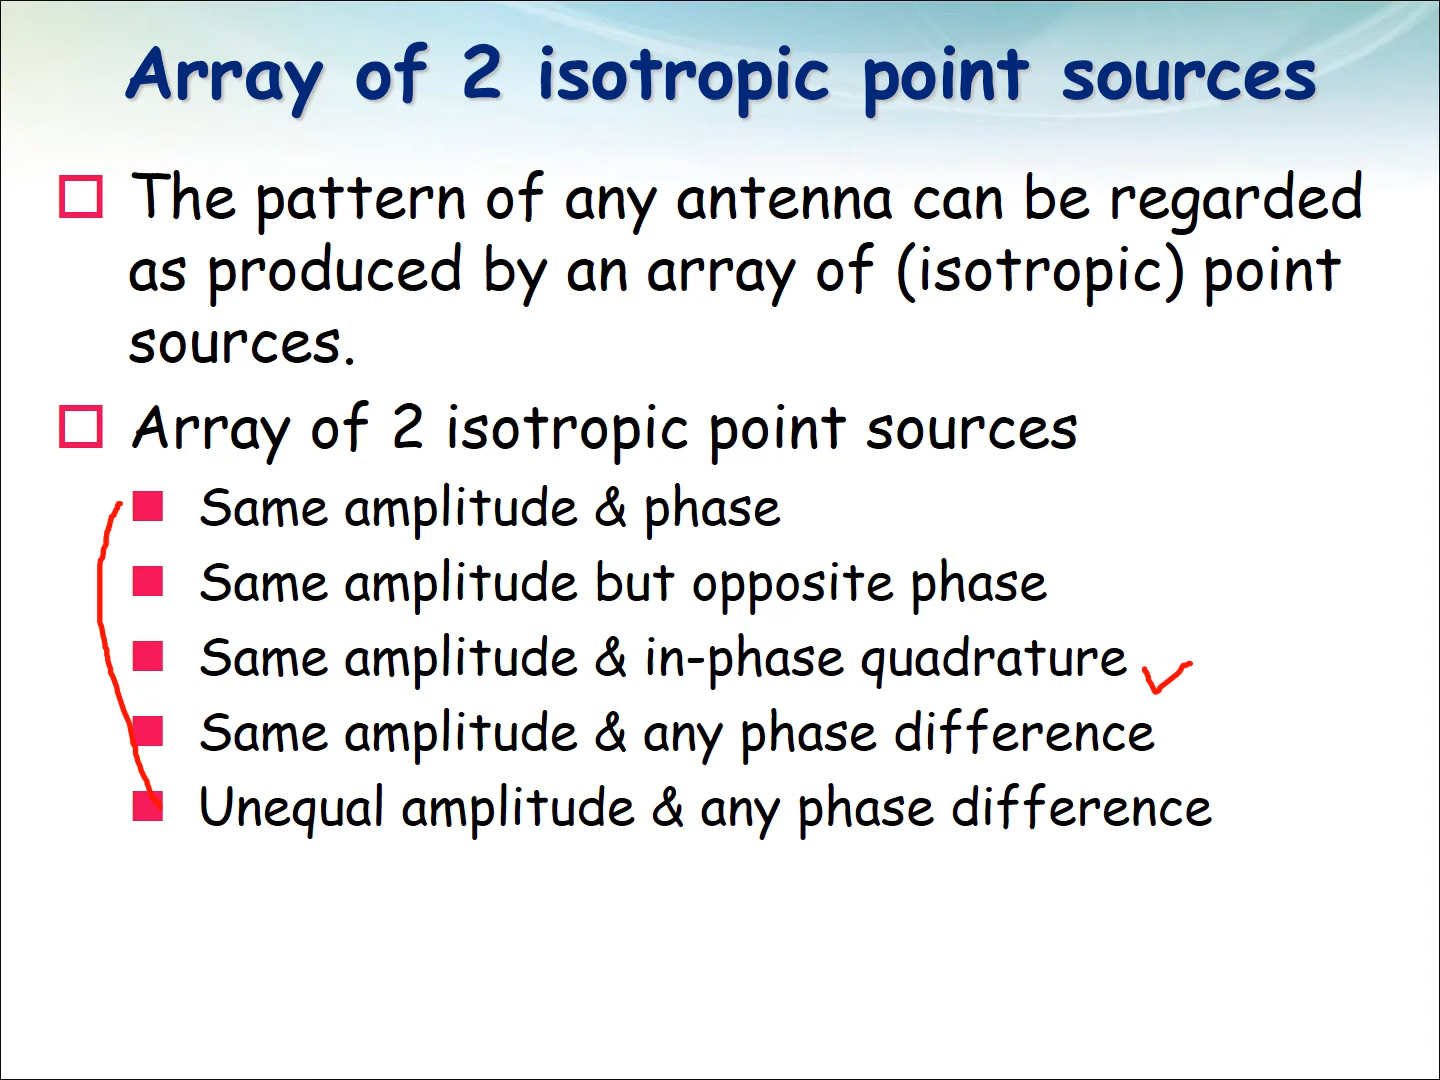 Array of 2 isotropic point sources
The pattern of any antenna can be regarded
as produced by an array of (isotropic) point
sources.
Array of 2 isotropic point sources
Same amplitude & phase
Same amplitude but opposite phase
Same amplitude & in-phase quadrature
Same amplitude & any phase difference
Unequal amplitude & any phase difference